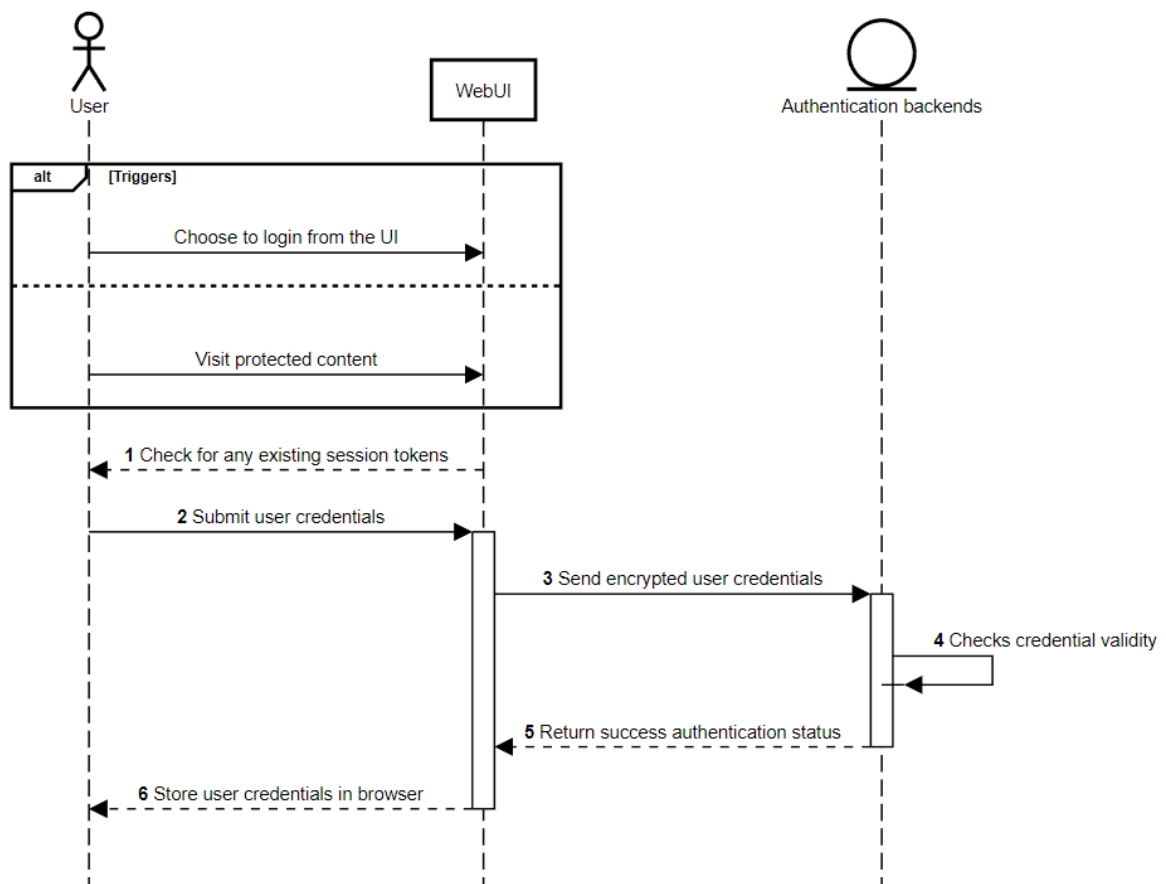 User
WebUI
Authentication backends
alt [Triggers]
Choose to login from the UI
Visit protected content
1 Check for any existing session tokens
2 Submit user credentials
3 Send encrypted user credentials
4 Checks credential validity
5 Return success authentication status
6 Store user credentials in browser